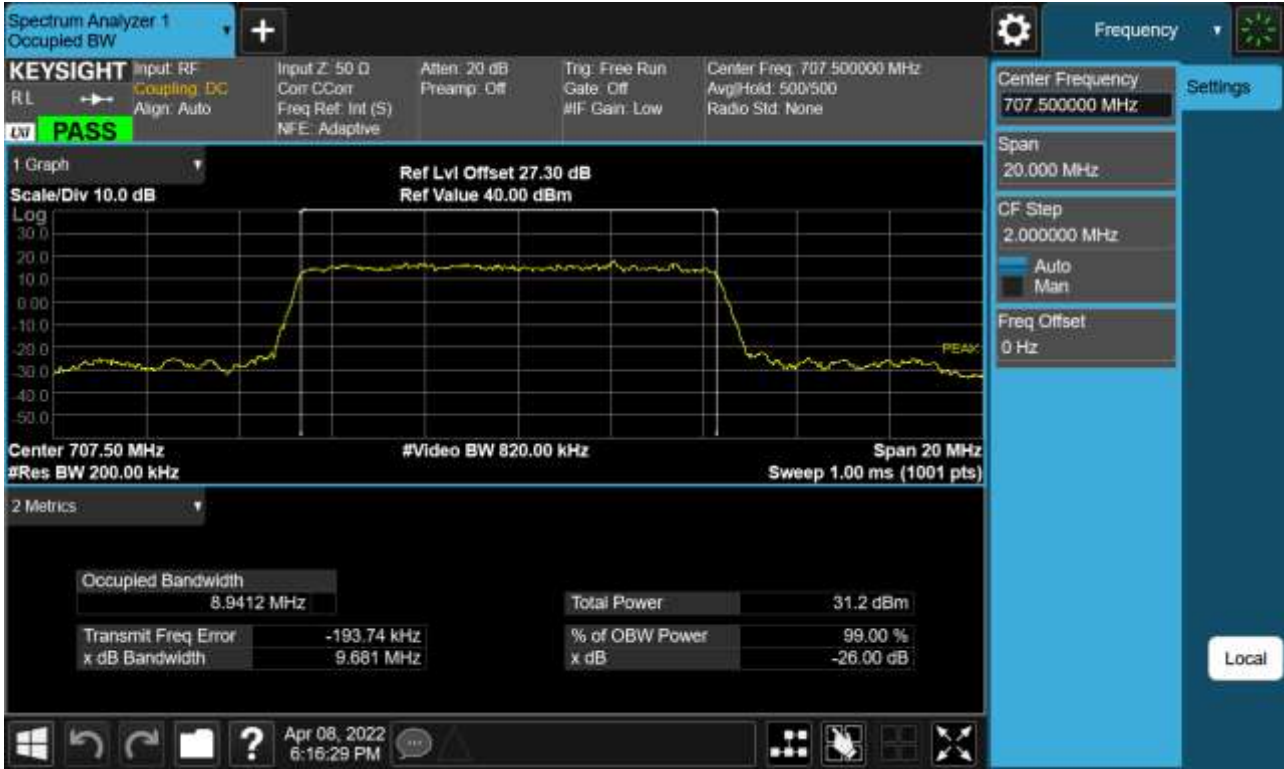 Spectrum Analyzer 1
Occupied BW
+
Frequency
KEYSIGHT
RL
LXI
PASS
Input: RF
Coupling: DC
Align: Auto
Input Z: 50 Ω
Corr CCorr
Freq Ref: Int (S)
NFE: Adaptive
Atten: 20 dB
Preamp: Off
Trig: Free Run
Gate: Off
#IF Gain: Low
Center Freq: 707.500000 MHz
Avg|Hold: 500/500
Radio Std: None
Center Frequency
707.500000 MHz
Settings
Span
20.000 MHz
CF Step
2.000000 MHz
Auto
Man
Freq Offset
0 Hz
Local
1 Graph
Scale/Div 10.0 dB
Ref Lvl Offset 27.30 dB
Ref Value 40.00 dBm
Log
30.0
20.0
10.0
0.00
-10.0
-20.0
-30.0
-40.0
-50.0
PEAK
Center 707.50 MHz
#Video BW 820.00 kHz
Span 20 MHz
#Res BW 200.00 kHz
Sweep 1.00 ms (1001 pts)
2 Metrics
Occupied Bandwidth
8.9412 MHz
Total Power 31.2 dBm
Transmit Freq Error -193.74 kHz
% of OBW Power 99.00 %
x dB Bandwidth 9.681 MHz
x dB -26.00 dB
?
Apr 08, 2022
6:16:29 PM